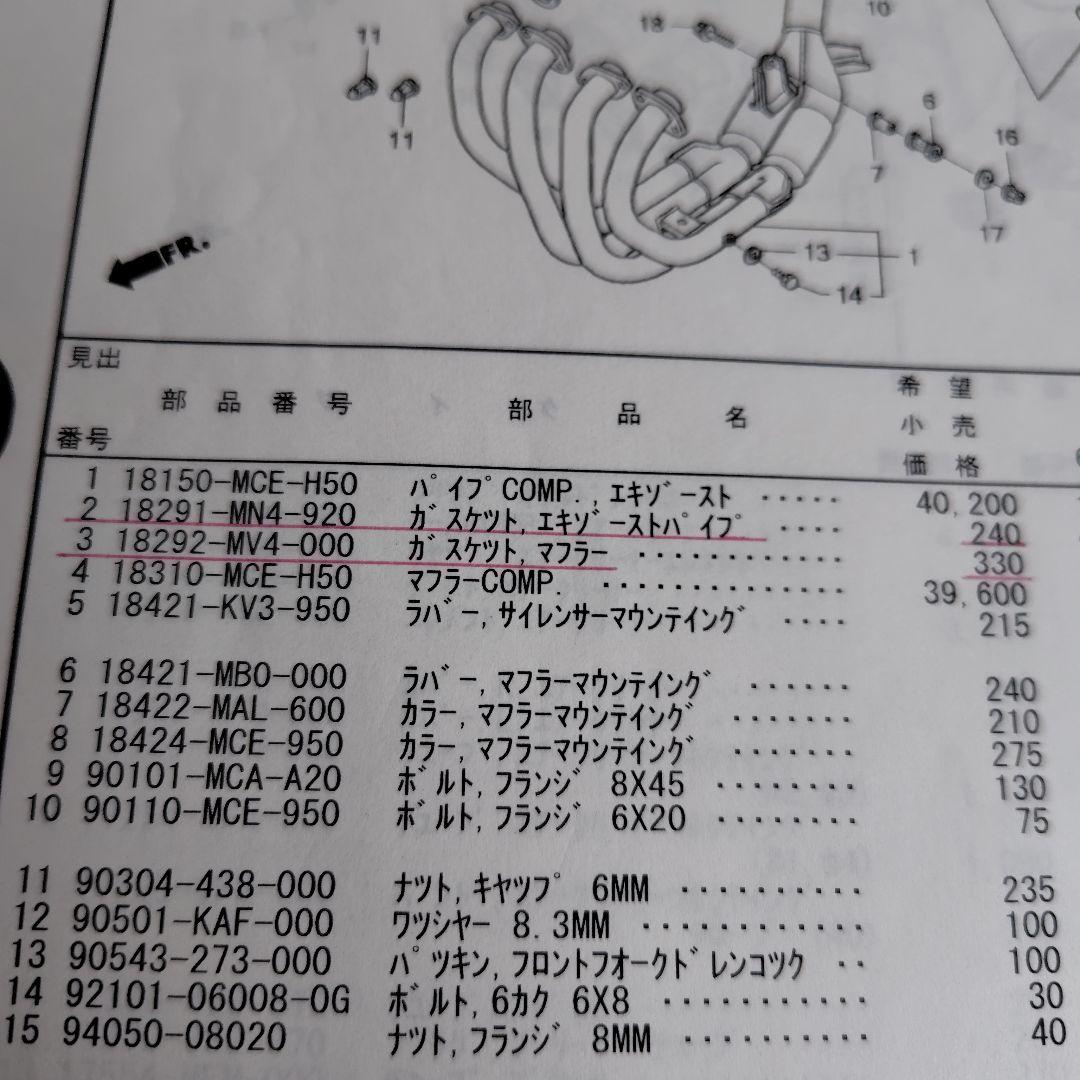 10
18
11
11
6
16
7
17
13
1
14
FR.
見出
番号
部品番号
部品名
希望
小売
価格
1 18150-MCE-H50 パイプCOMP.,エキゾースト ····· 40,200
2 18291-MN4-920 ガスケツト,エキゾーストパイプ ···· 240
3 18292-MV4-000 ガスケツト,マフラー ············ 330
4 18310-MCE-H50 マフラーCOMP. ·············· 39,600
5 18421-KV3-950 ラバー,サイレンサーマウンテイング ···· 215
6 18421-MB0-000 ラバー,マフラーマウンテイング ······ 240
7 18422-MAL-600 カラー,マフラーマウンテイング ······· 210
8 18424-MCE-950 カラー,マフラーマウンテイング ······· 275
9 90101-MCA-A20 ボルト,フランジ 8X45 ········ 130
10 90110-MCE-950 ボルト,フランジ 6X20 ········ 75
11 90304-438-000 ナツト,キヤツプ 6MM ·········· 235
12 90501-KAF-000 ワツシヤー 8.3MM ············ 100
13 90543-273-000 パツキン,フロントフオークドレンコツク ·· 100
14 92101-06008-0G ボルト,6カク 6X8 ··········· 30
15 94050-08020 ナツト,フランジ 8MM ·········· 40